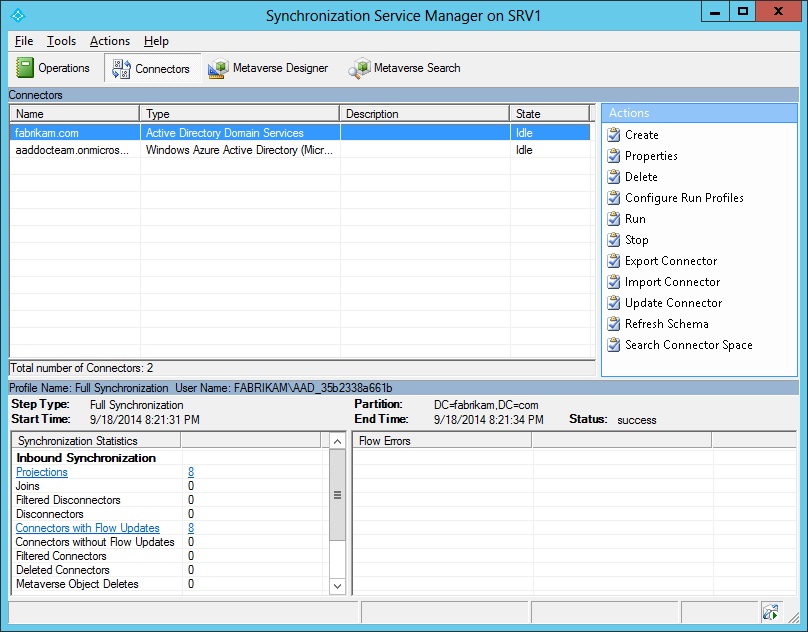 Synchronization Service Manager on SRV1
File Tools Actions Help
Operations Connectors Metaverse Designer Metaverse Search
Connectors
Name Type Description State
fabrikam.com Active Directory Domain Services Idle
aaddocteam.onmicros... Windows Azure Active Directory (Micr... Idle
Total number of Connectors: 2
Actions
Create
Properties
Delete
Configure Run Profiles
Run
Stop
Export Connector
Import Connector
Update Connector
Refresh Schema
Search Connector Space
Profile Name: Full Synchronization User Name: FABRIKAM\AAD_35b2338a661b
Step Type: Full Synchronization Partition: DC=fabrikam,DC=com
Start Time: 9/18/2014 8:21:31 PM End Time: 9/18/2014 8:21:34 PM Status: success
Synchronization Statistics
Inbound Synchronization
Projections 8
Joins 0
Filtered Disconnectors 0
Disconnectors 0
Connectors with Flow Updates 8
Connectors without Flow Updates 0
Filtered Connectors 0
Deleted Connectors 0
Metaverse Object Deletes 0
Flow Errors